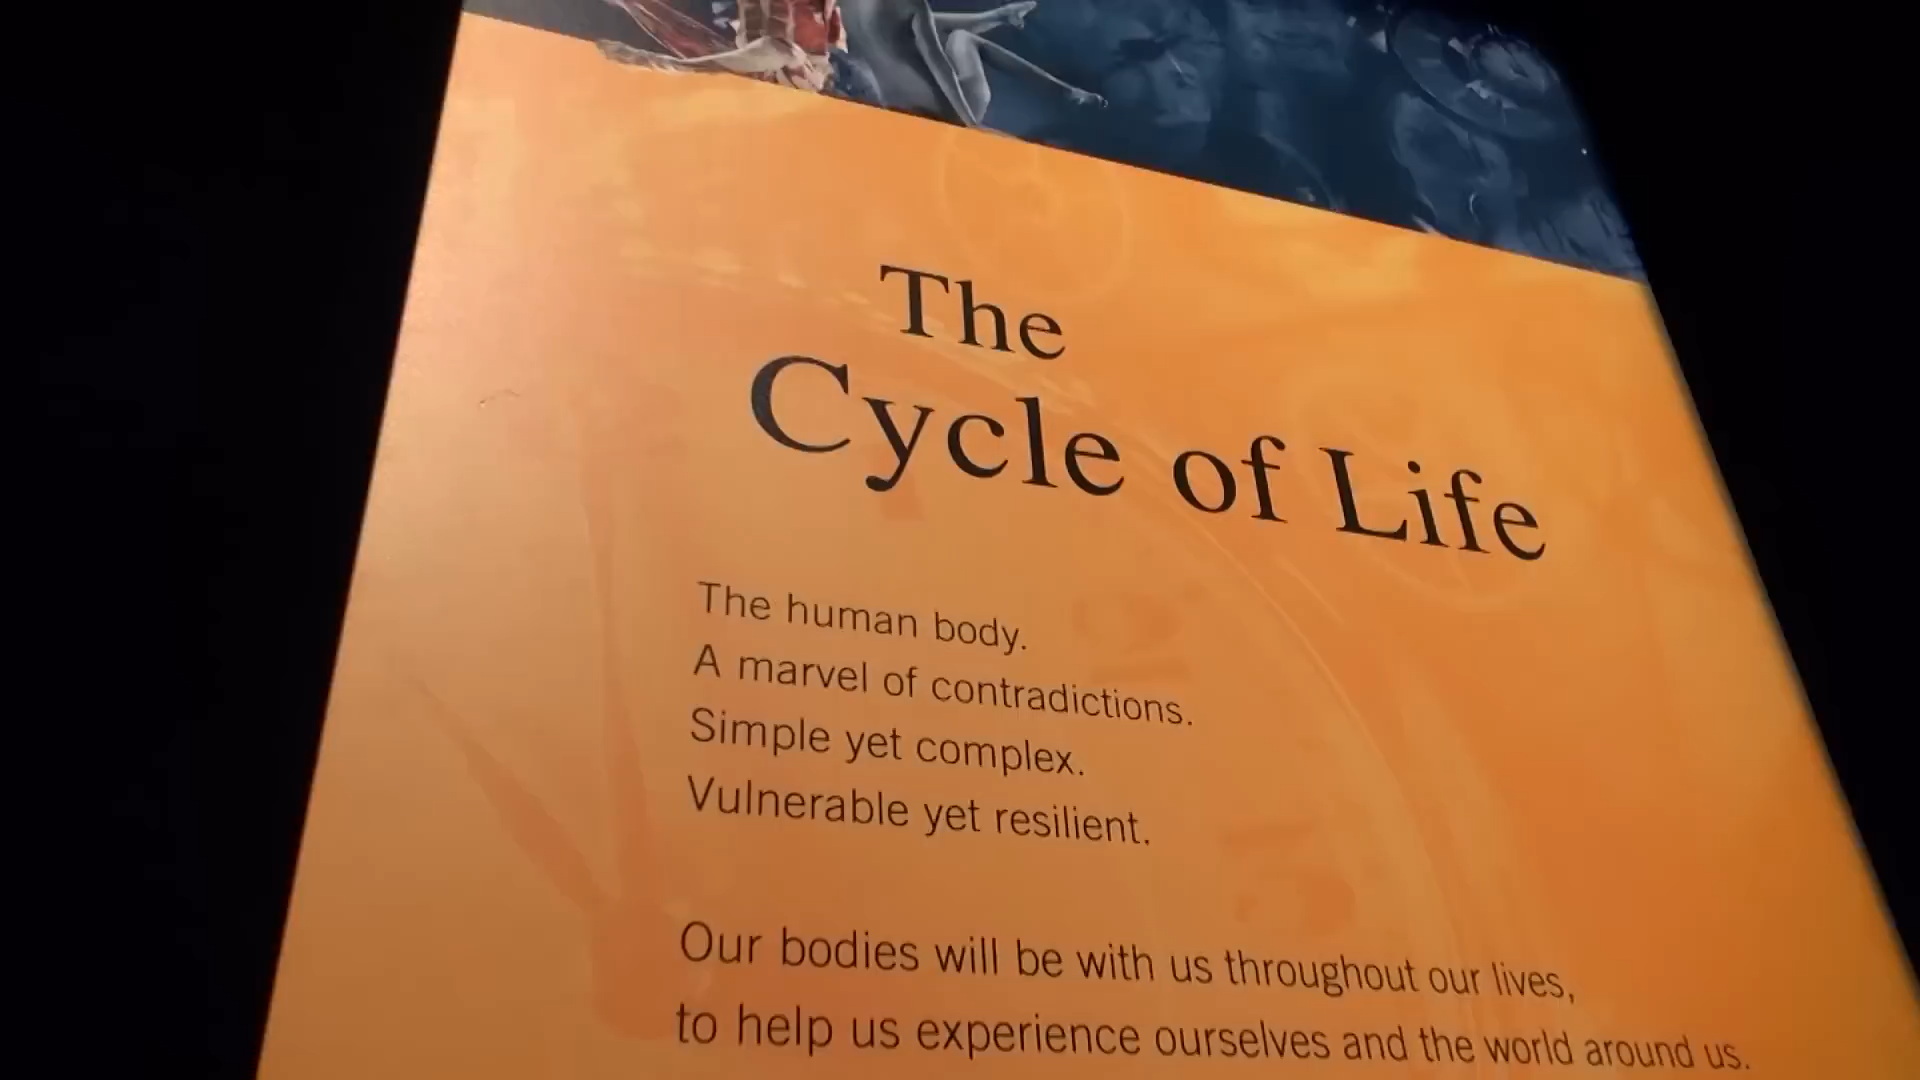 The
Cycle of Life
The human body.
A marvel of contradictions.
Simple yet complex.
Vulnerable yet resilient.
Our bodies will be with us throughout our lives,
to help us experience ourselves and the world around us.